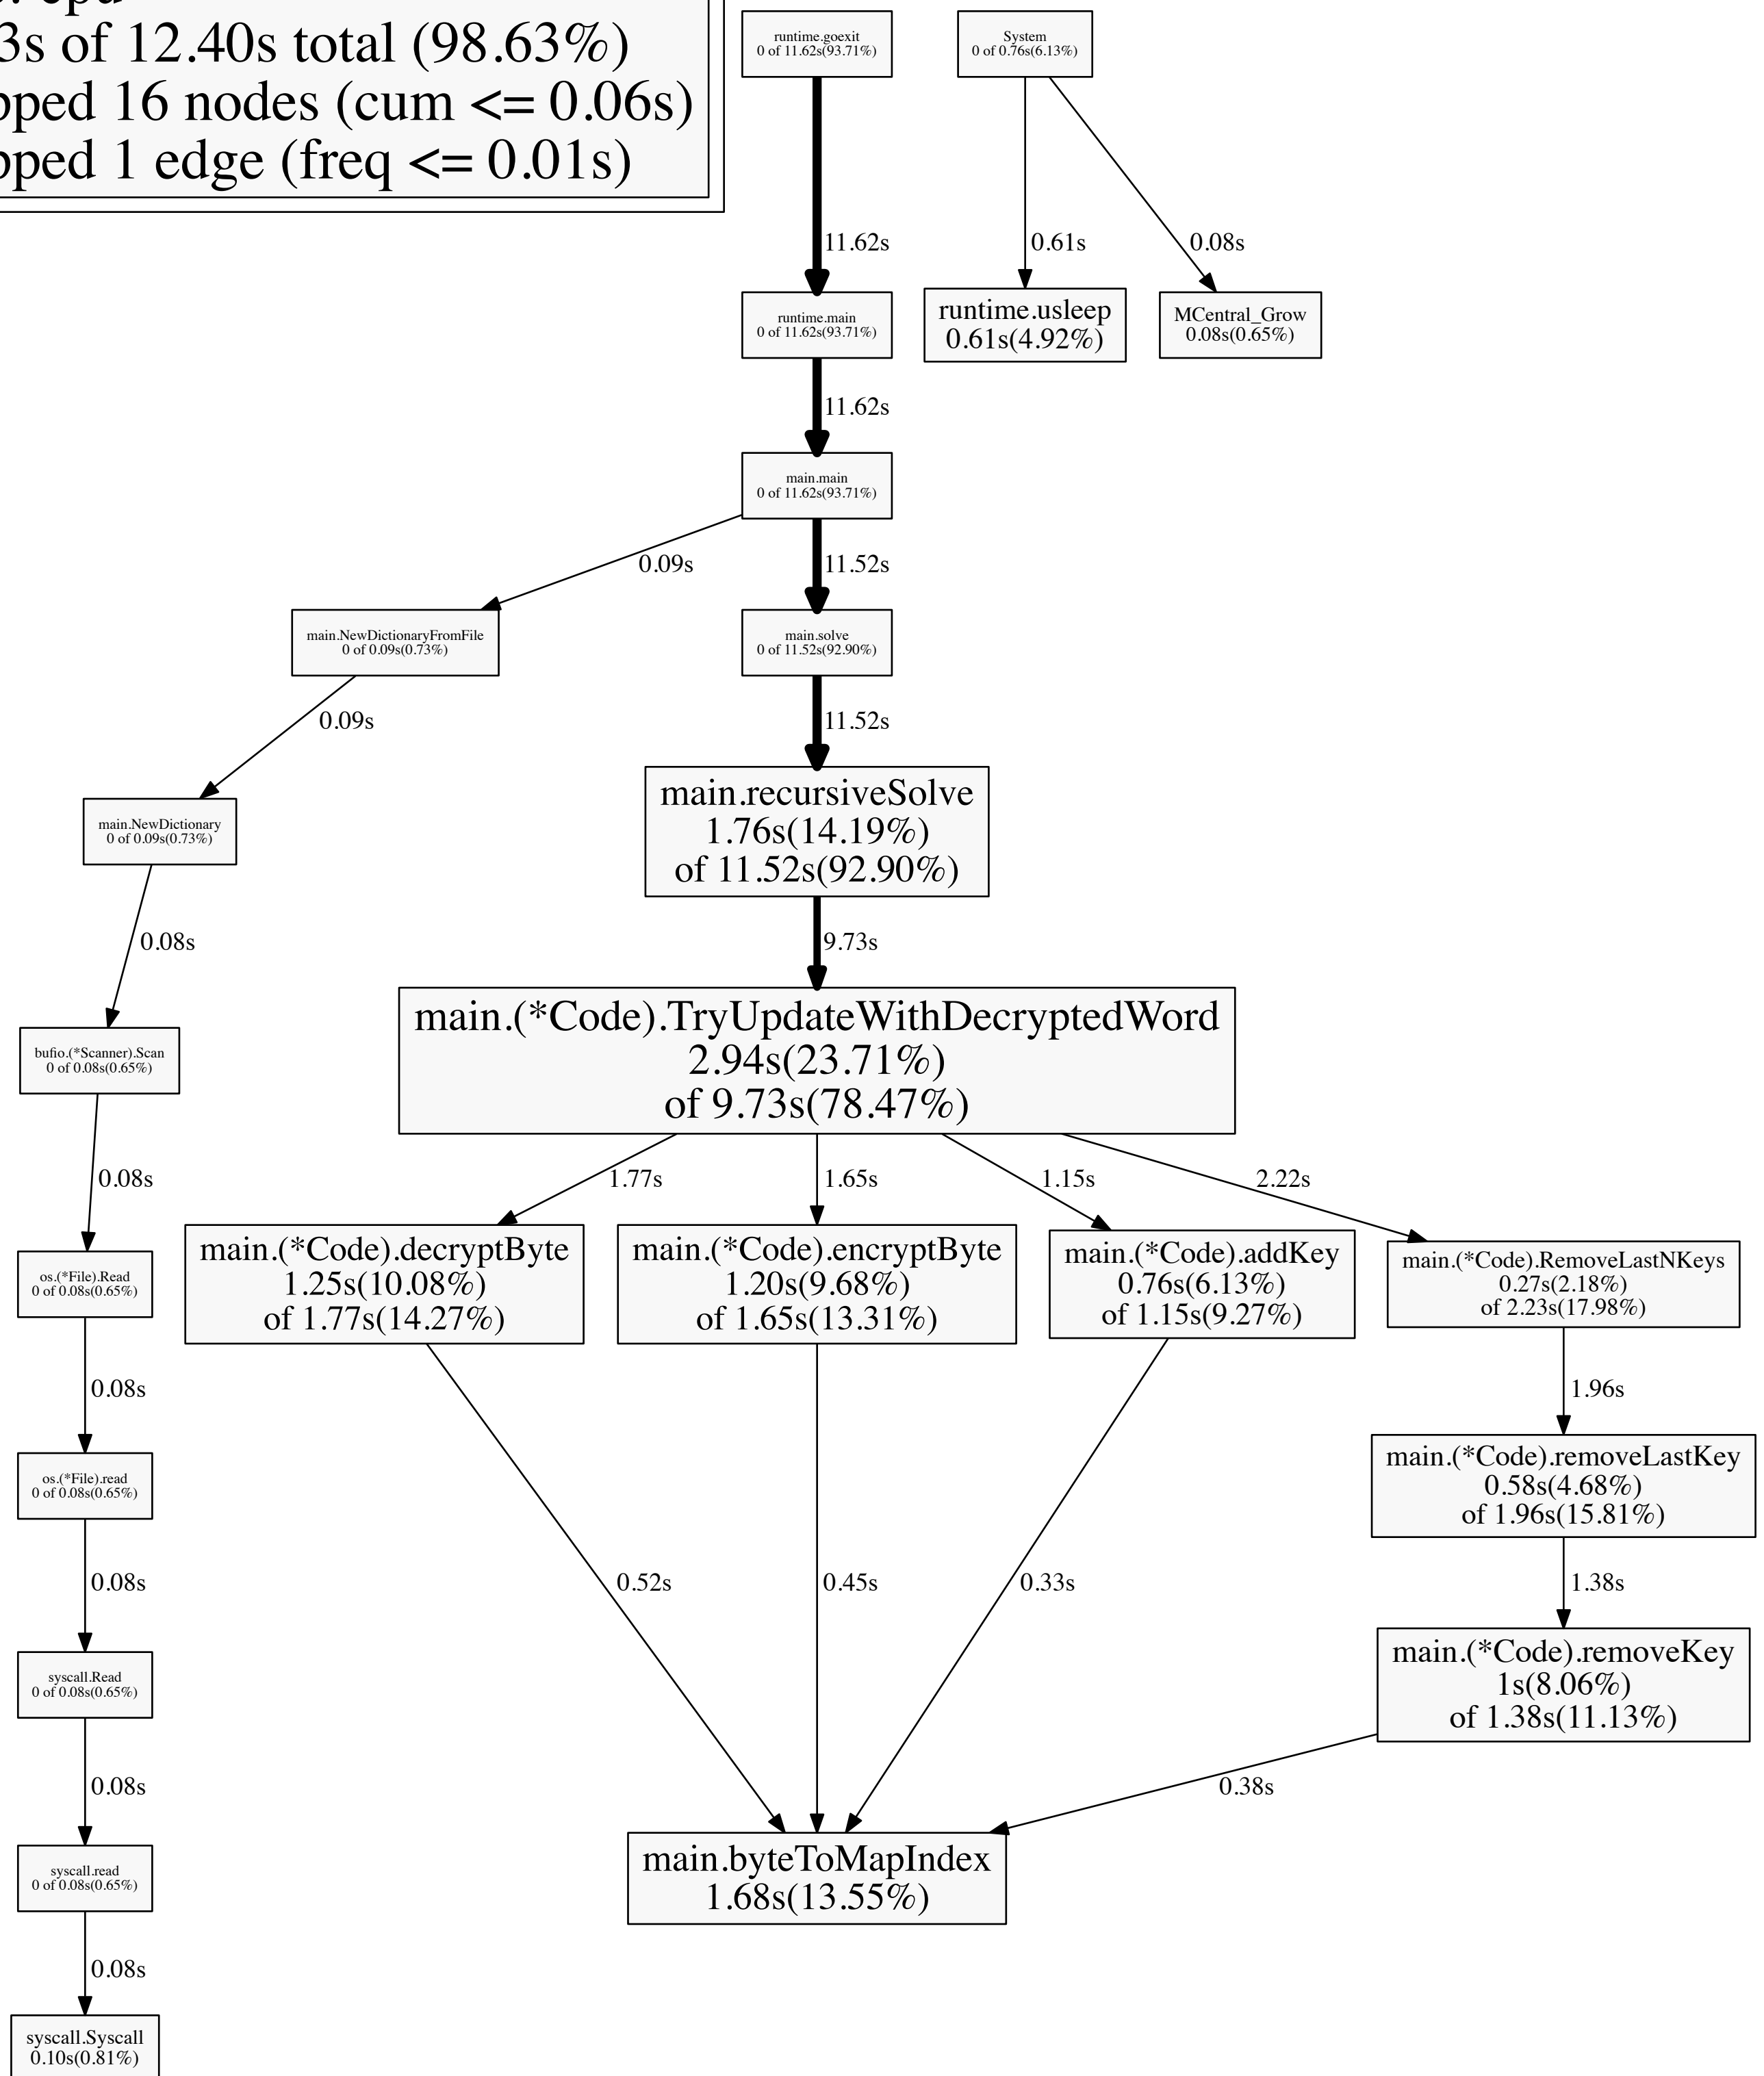 3s of 12.40s total (98.63%)
16 nodes (cum <= 0.06s)
1 edge (freq <= 0.01s)
runtime.goexit
0 of 11.62s(93.71%)
System
0 of 0.76s(6.13%)
11.62s
0.61s
0.08s
runtime.main
0 of 11.62s(93.71%)
runtime.usleep
0.61s(4.92%)
MCentral_Grow
0.08s(0.65%)
11.62s
main.main
0 of 11.62s(93.71%)
0.09s
11.52s
main.NewDictionaryFromFile
0 of 0.09s(0.73%)
main.solve
0 of 11.52s(92.90%)
0.09s
11.52s
main.NewDictionary
0 of 0.09s(0.73%)
main.recursiveSolve
1.76s(14.19%)
of 11.52s(92.90%)
0.08s
9.73s
bufio.(*Scanner).Scan
0 of 0.08s(0.65%)
main.(*Code).TryUpdateWithDecryptedWord
2.94s(23.71%)
of 9.73s(78.47%)
0.08s
1.77s
1.65s
1.15s
2.22s
os.(*File).Read
0 of 0.08s(0.65%)
main.(*Code).decryptByte
1.25s(10.08%)
of 1.77s(14.27%)
main.(*Code).encryptByte
1.20s(9.68%)
of 1.65s(13.31%)
main.(*Code).addKey
0.76s(6.13%)
of 1.15s(9.27%)
main.(*Code).RemoveLastNKeys
0.27s(2.18%)
of 2.23s(17.98%)
0.08s
1.96s
os.(*File).read
0 of 0.08s(0.65%)
main.(*Code).removeLastKey
0.58s(4.68%)
of 1.96s(15.81%)
0.08s
0.52s
0.45s
0.33s
1.38s
syscall.Read
0 of 0.08s(0.65%)
main.(*Code).removeKey
1s(8.06%)
of 1.38s(11.13%)
0.08s
0.38s
syscall.read
0 of 0.08s(0.65%)
main.byteToMapIndex
1.68s(13.55%)
0.08s
syscall.Syscall
0.10s(0.81%)